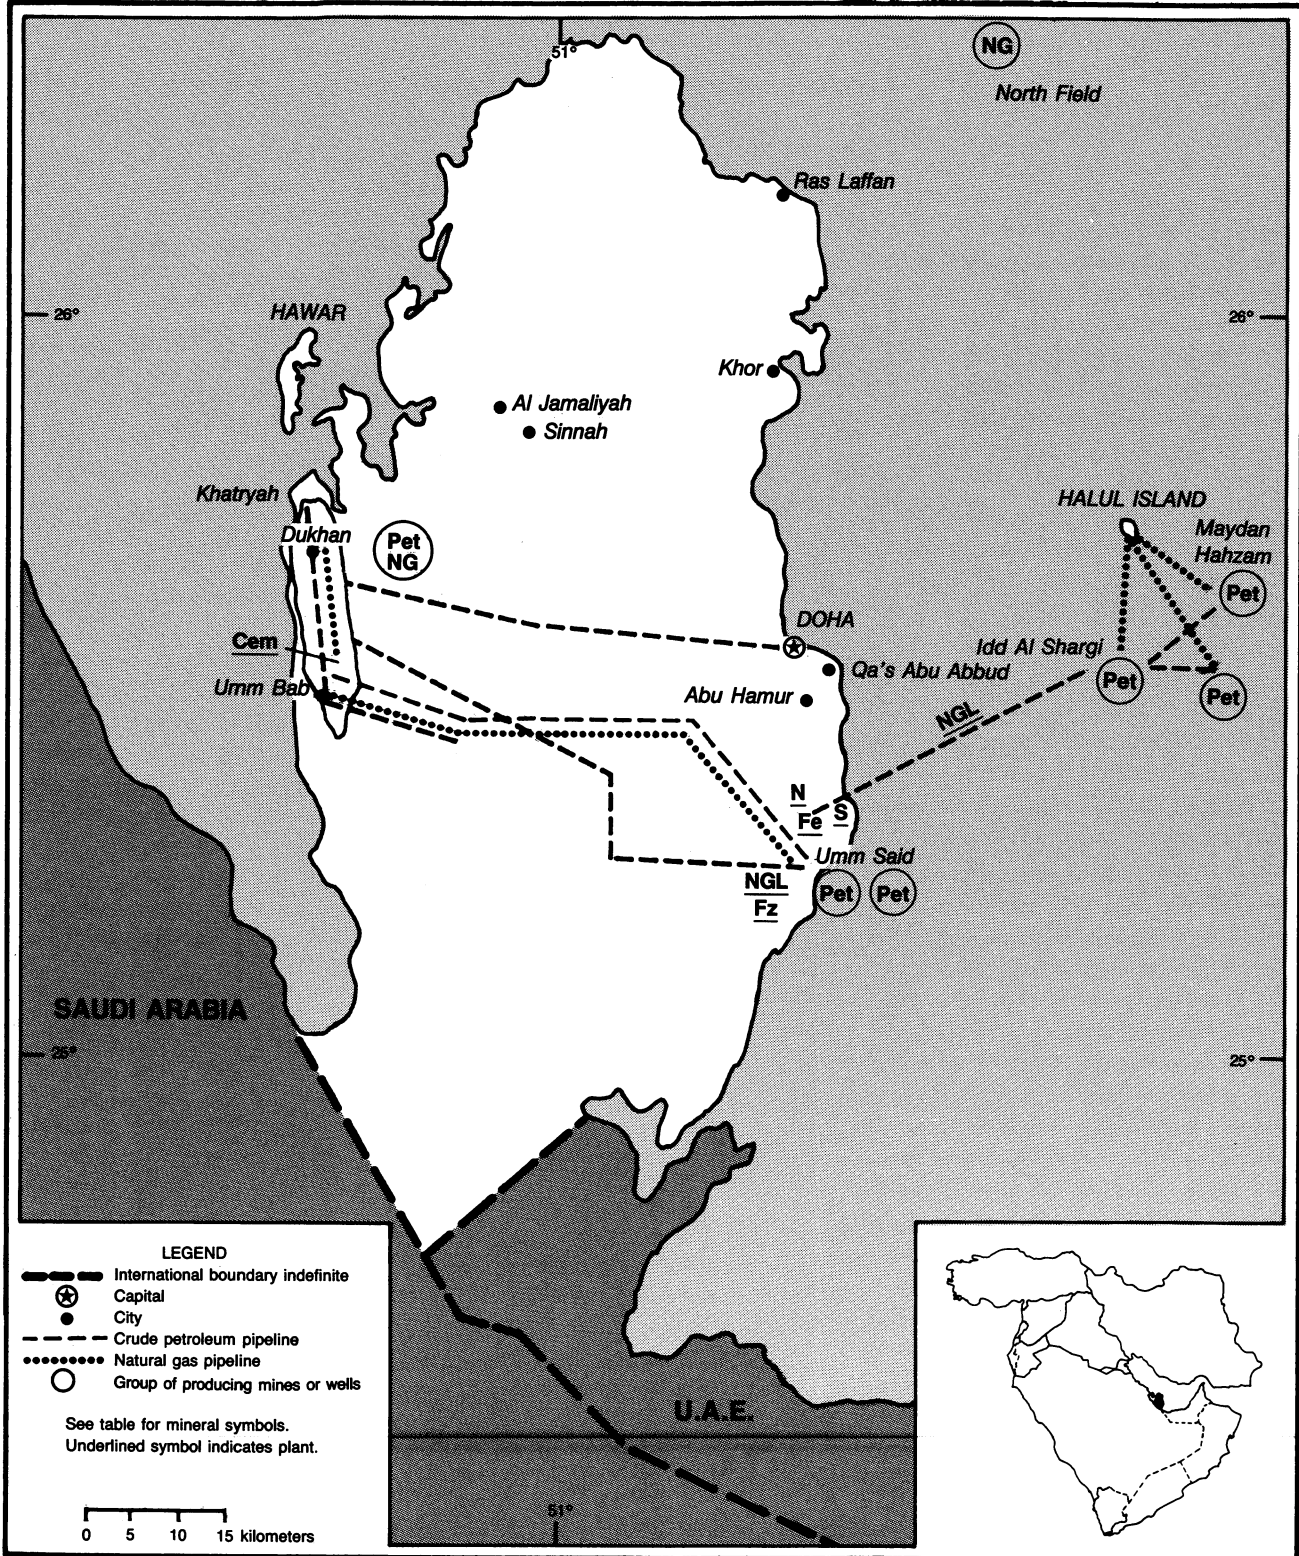 51°
NG
North Field
Ras Laffan
HAWAR
26°
26°
Khor
Al Jamaliyah
Sinnah
Khatryah
HALUL ISLAND
Dukhan
Pet
NG
Maydan
Hahzam
Pet
DOHA
Cem
Idd Al Shargi
Qa's Abu Abbud
Pet
Umm Bab
Abu Hamur
Pet
NGL
N
S
Fe
Umm Said
NGL
Pet
Pet
Fz
SAUDI ARABIA
25°
25°
LEGEND
International boundary indefinite
Capital
City
Crude petroleum pipeline
Natural gas pipeline
Group of producing mines or wells
See table for mineral symbols.
Underlined symbol indicates plant.
U.A.E.
51°
0 5 10 15 kilometers